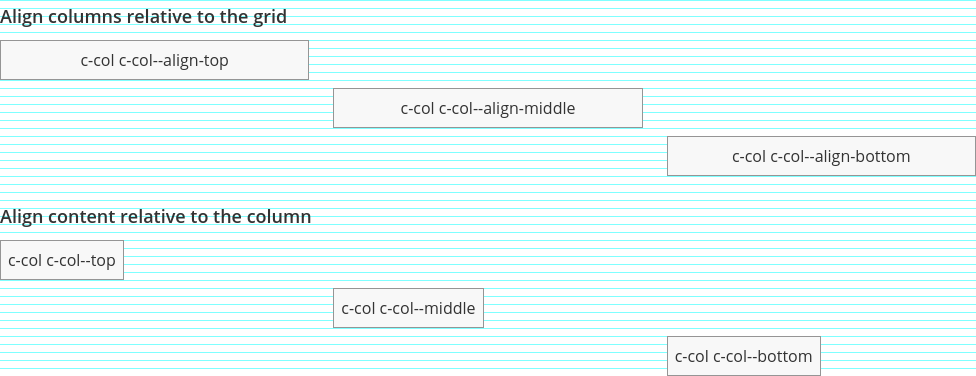 Align columns relative to the grid
c-col c-col--align-top
c-col c-col--align-middle
c-col c-col--align-bottom
Align content relative to the column
c-col c-col--top
c-col c-col--middle
c-col c-col--bottom